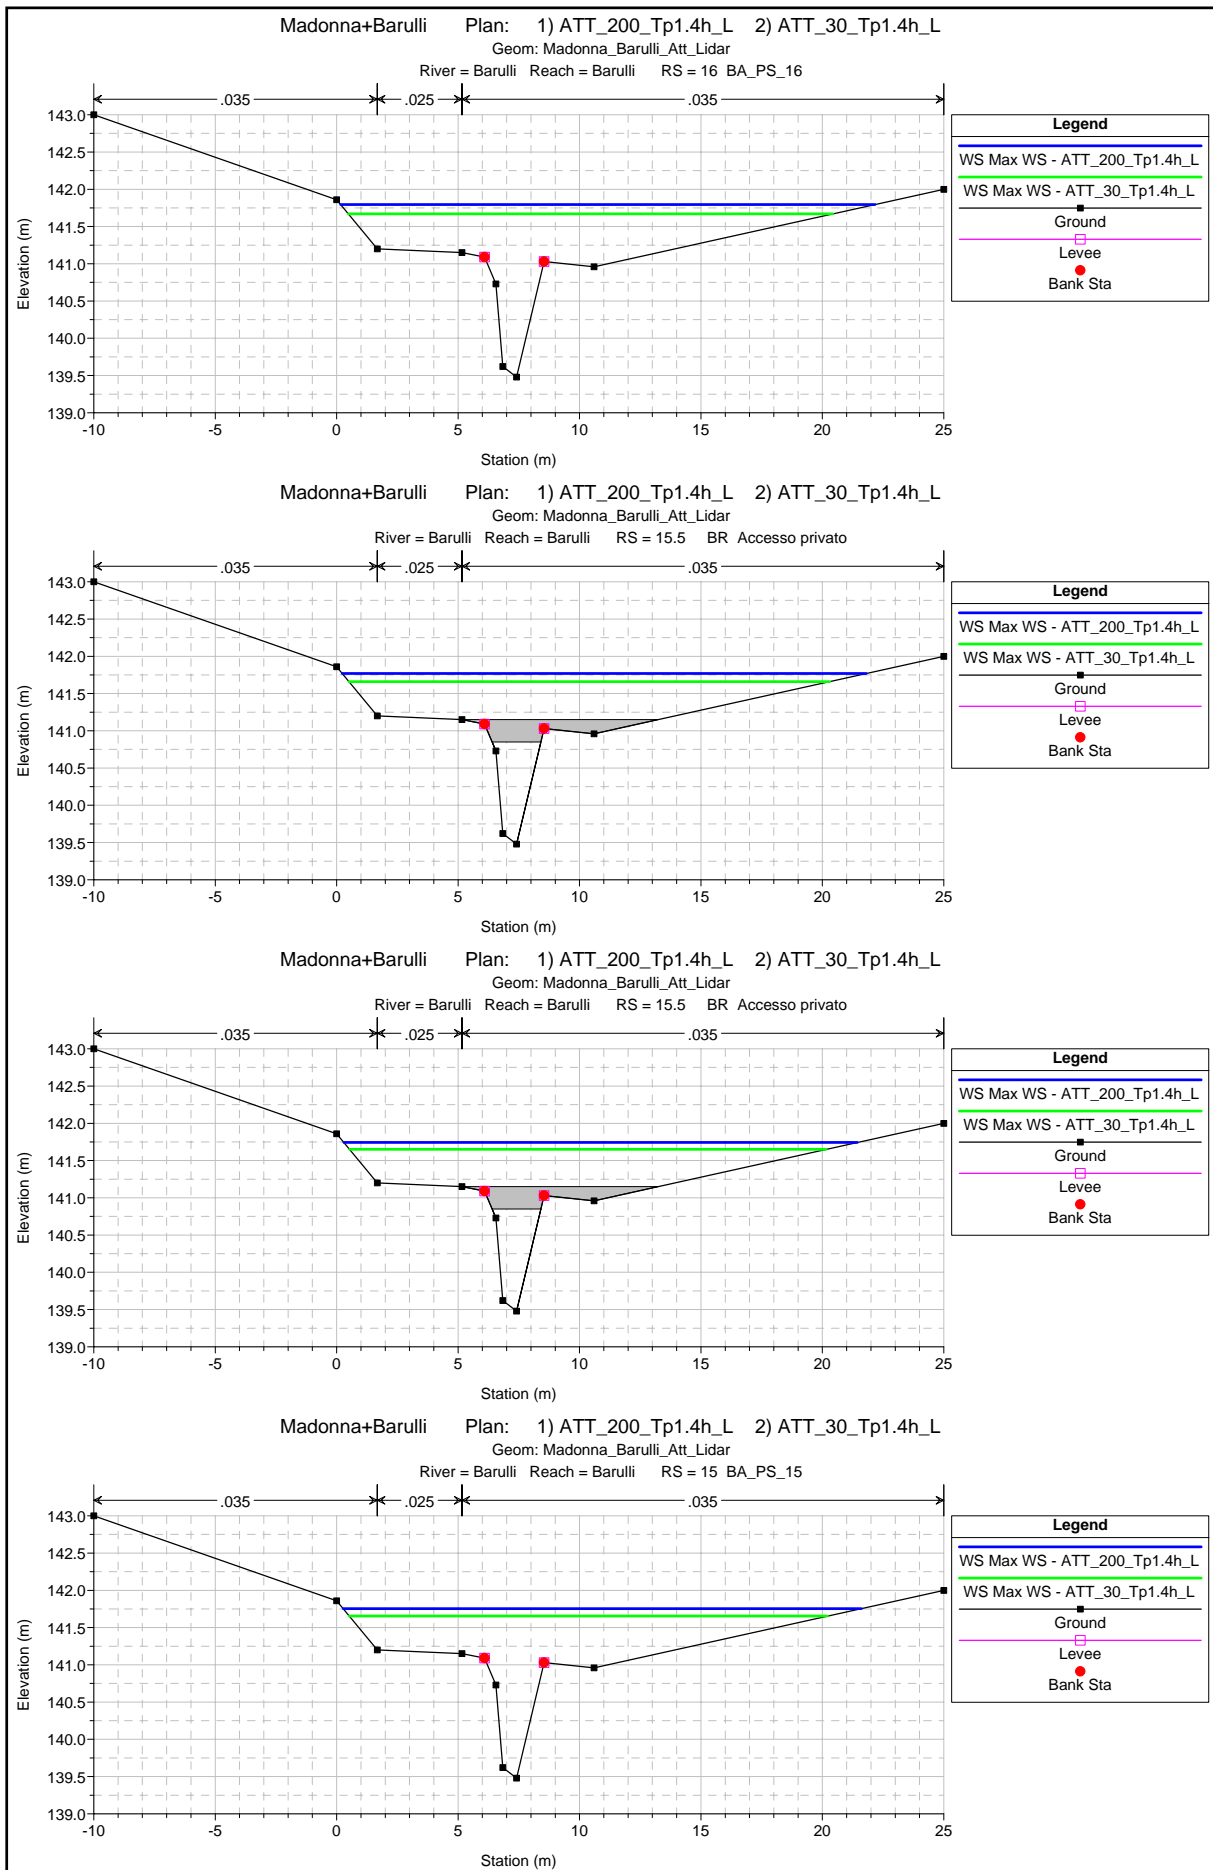 Madonna+Barulli Plan: 1) ATT_200_Tp1.4h_L 2) ATT_30_Tp1.4h_L
Geom: Madonna_Barulli_Att_Lidar
River = Barulli Reach = Barulli RS = 16 BA_PS_16
.035 .025 .035
143.0
142.5
142.0
141.5
141.0
140.5
140.0
139.5
139.0
Elevation (m)
-10 -5 0 5 10 15 20 25
Station (m)
Legend
WS Max WS - ATT_200_Tp1.4h_L
WS Max WS - ATT_30_Tp1.4h_L
Ground
Levee
Bank Sta
Madonna+Barulli Plan: 1) ATT_200_Tp1.4h_L 2) ATT_30_Tp1.4h_L
Geom: Madonna_Barulli_Att_Lidar
River = Barulli Reach = Barulli RS = 15.5 BR Accesso privato
.035 .025 .035
143.0
142.5
142.0
141.5
141.0
140.5
140.0
139.5
139.0
Elevation (m)
-10 -5 0 5 10 15 20 25
Station (m)
Legend
WS Max WS - ATT_200_Tp1.4h_L
WS Max WS - ATT_30_Tp1.4h_L
Ground
Levee
Bank Sta
Madonna+Barulli Plan: 1) ATT_200_Tp1.4h_L 2) ATT_30_Tp1.4h_L
Geom: Madonna_Barulli_Att_Lidar
River = Barulli Reach = Barulli RS = 15.5 BR Accesso privato
.035 .025 .035
143.0
142.5
142.0
141.5
141.0
140.5
140.0
139.5
139.0
Elevation (m)
-10 -5 0 5 10 15 20 25
Station (m)
Legend
WS Max WS - ATT_200_Tp1.4h_L
WS Max WS - ATT_30_Tp1.4h_L
Ground
Levee
Bank Sta
Madonna+Barulli Plan: 1) ATT_200_Tp1.4h_L 2) ATT_30_Tp1.4h_L
Geom: Madonna_Barulli_Att_Lidar
River = Barulli Reach = Barulli RS = 15 BA_PS_15
.035 .025 .035
143.0
142.5
142.0
141.5
141.0
140.5
140.0
139.5
139.0
Elevation (m)
-10 -5 0 5 10 15 20 25
Station (m)
Legend
WS Max WS - ATT_200_Tp1.4h_L
WS Max WS - ATT_30_Tp1.4h_L
Ground
Levee
Bank Sta